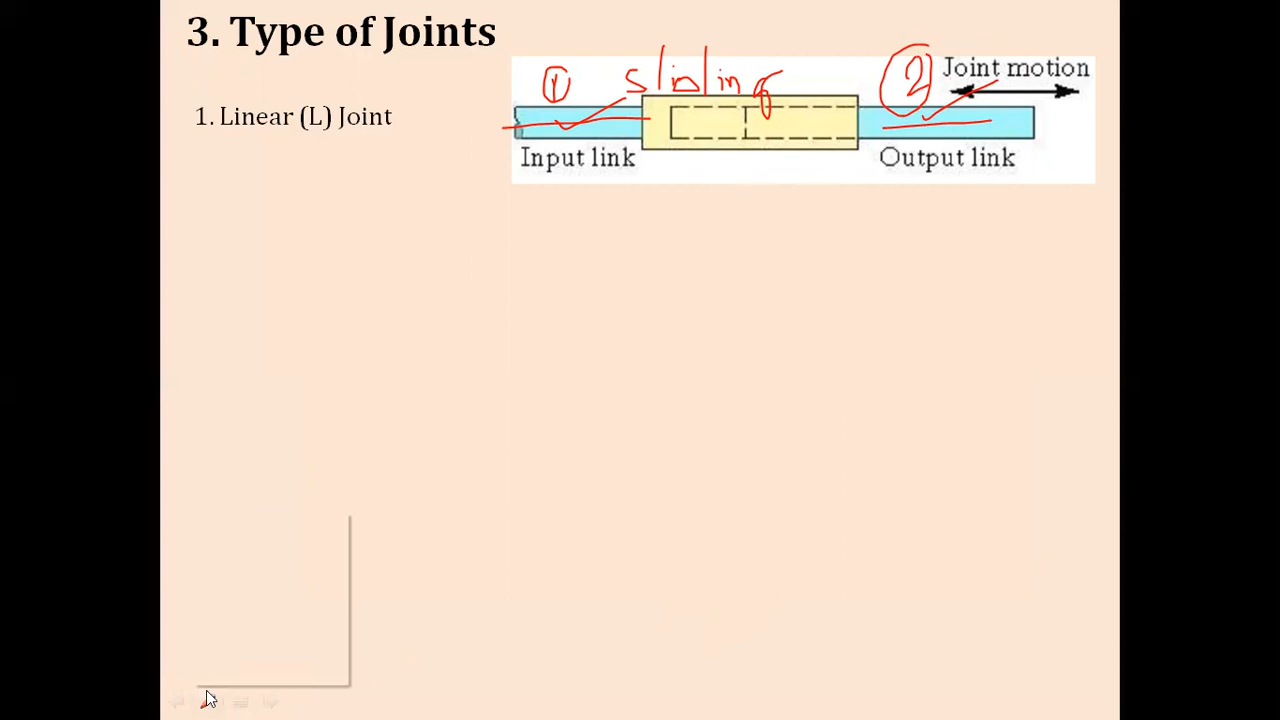 3. Type of Joints
1. Linear (L) Joint
① sliding ②
Joint motion
Input link
Output link